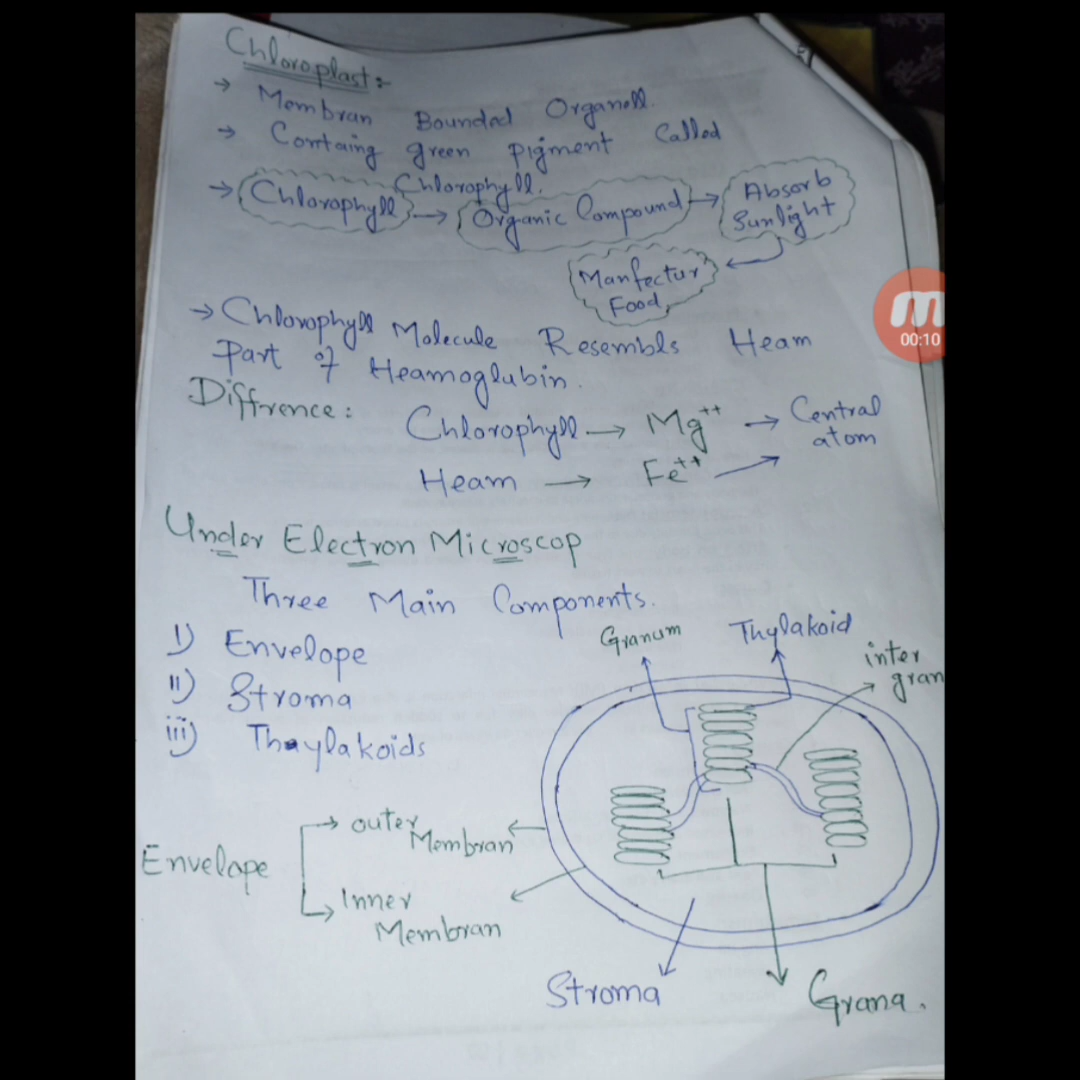 Chloroplast:-
→ Membran Bounded Organell.
→ Containg green pigment Called
Chlorophyll.
→ Chlorophyll → Organic Compound → Absorb
Sunlight
Manfectur
Food
→ Chlorophyll Molecule Resembls Heam
Part of Heamoglubin.
Diffrence:
Chlorophyll → Mg++ → Central
atom
Heam → Fe++ →
Under Electron Microscop
Three Main Components.
i) Envelope
ii) Stroma
iii) Thaylakoids
Granum
Thylakoid
inter
gran
Envelope
→ outer
Membran
→ Inner
Membran
Stroma
Grana.
m
00:10